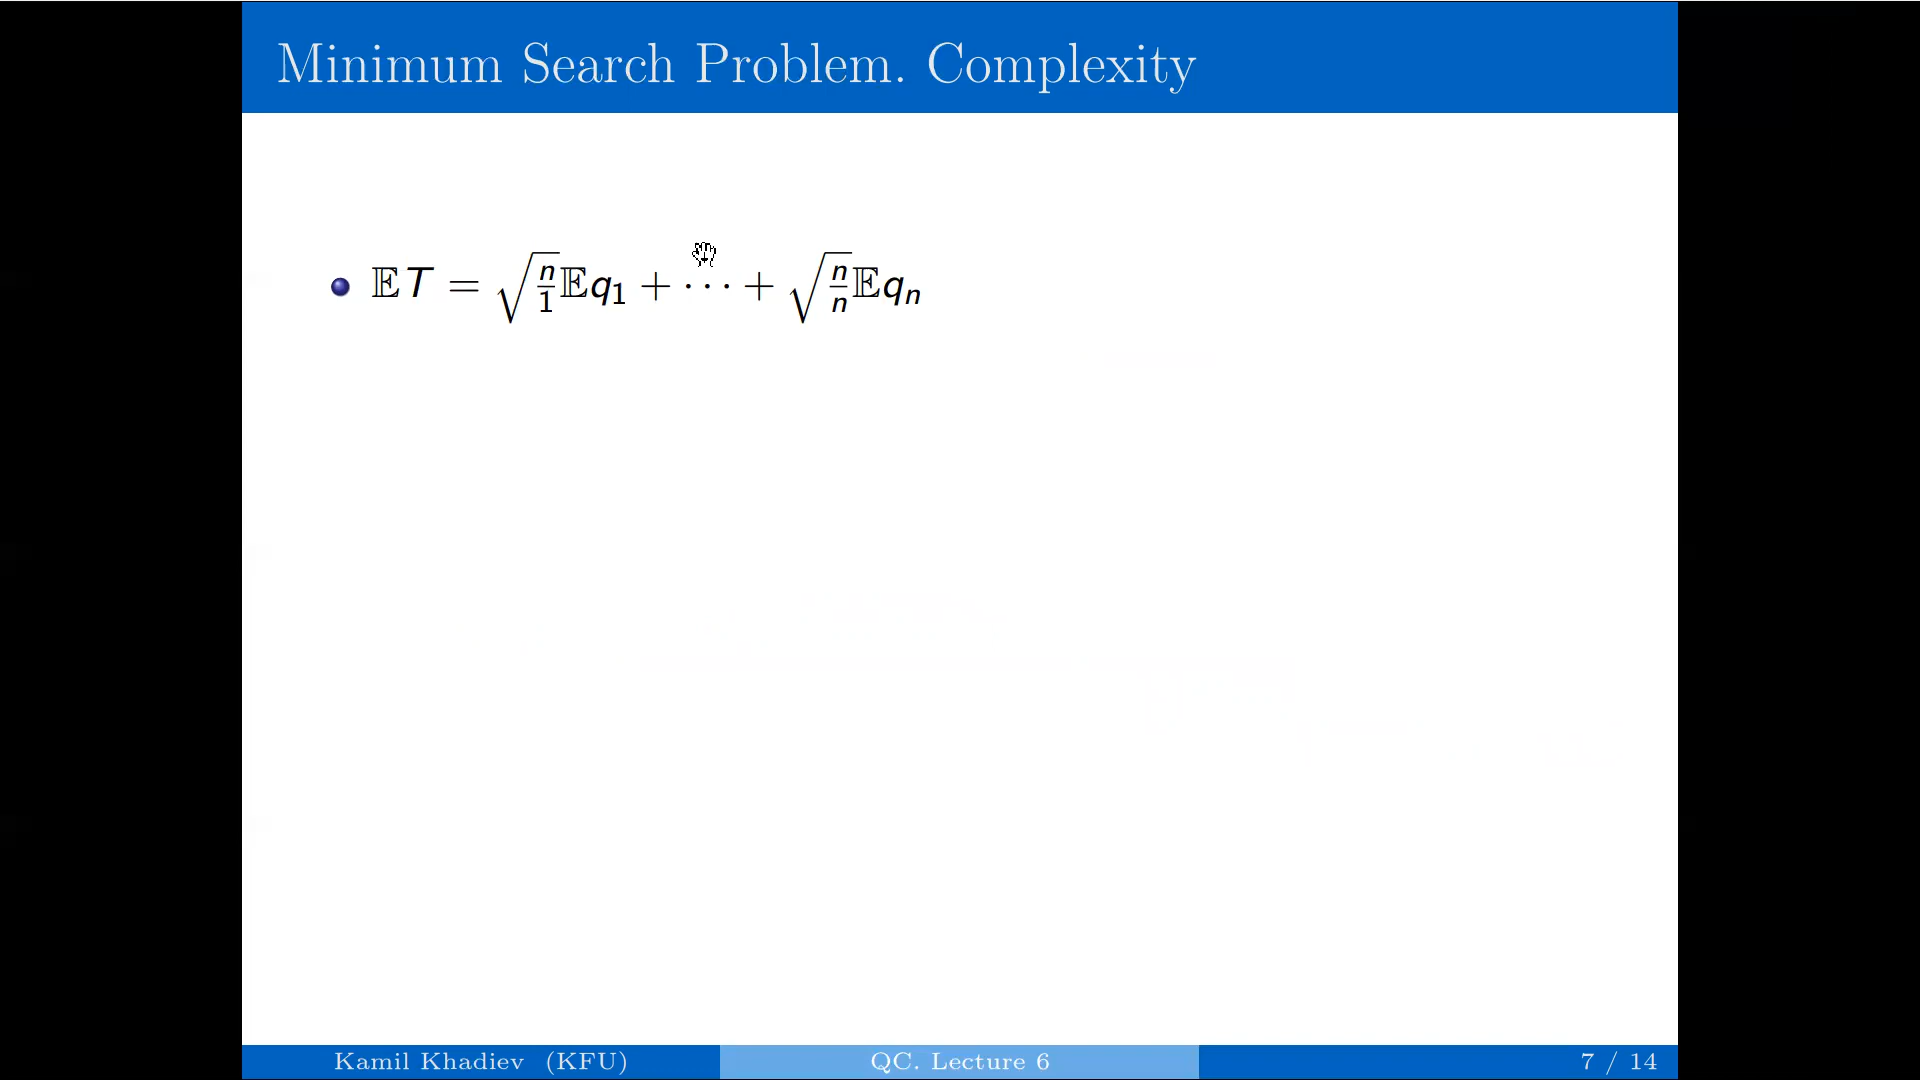 Minimum Search Problem. Complexity
𝔼T = √(n/1)𝔼q₁ + ⋯ + √(n/n)𝔼qₙ
Kamil Khadiev (KFU) QC. Lecture 6 7 / 14